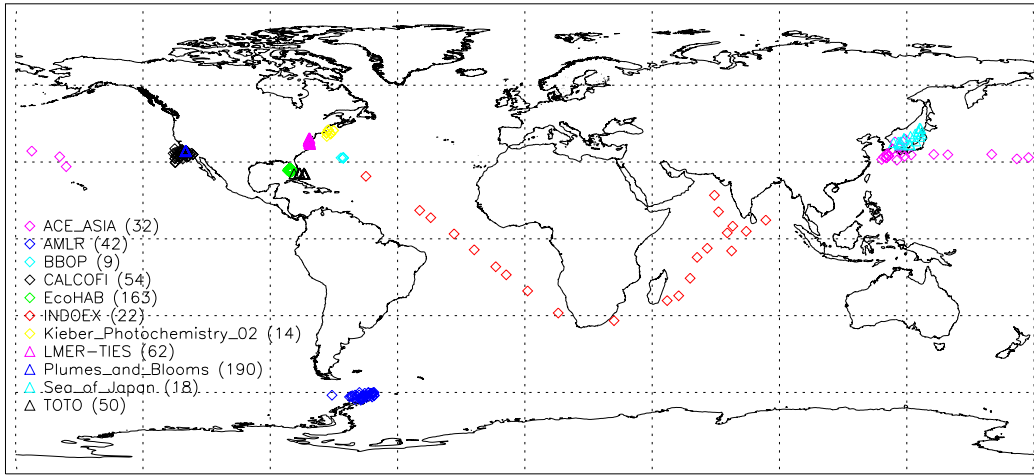 ACE_ASIA (32)
AMLR (42)
BBOP (9)
CALCOFI (54)
EcoHAB (163)
INDOEX (22)
Kieber_Photochemistry_02 (14)
LMER-TIES (62)
Plumes_and_Blooms (190)
Sea_of_Japan (18)
TOTO (50)